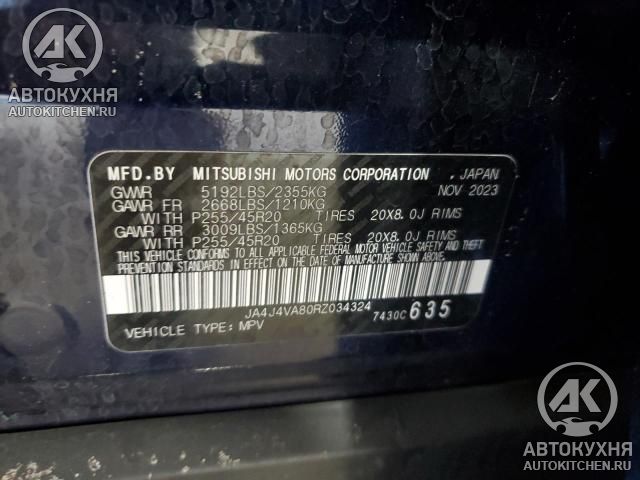 АК
АВТОКУХНЯ
AUTOKITCHEN.RU
MFD.BY MITSUBISHI MOTORS CORPORATION , JAPAN
GVWR 5192LBS/2355KG NOV 2023
GAWR FR 2668LBS/1210KG
WITH P255/45R20 TIRES 20X8.0J RIMS
GAWR RR 3009LBS/1365KG
WITH P255/45R20 TIRES 20X8.0J RIMS
THIS VEHICLE CONFORMS TO ALL APPLICABLE FEDERAL MOTOR VEHICLE SAFETY AND THEFT
PREVENTION STANDARDS IN EFFECT ON THE DATE OF MANUFACTURE SHOWN ABOVE.
JA4J4VA80RZ034324
7430C 635
VEHICLE TYPE: MPV
АК
АВТОКУХНЯ
AUTOKITCHEN.RU